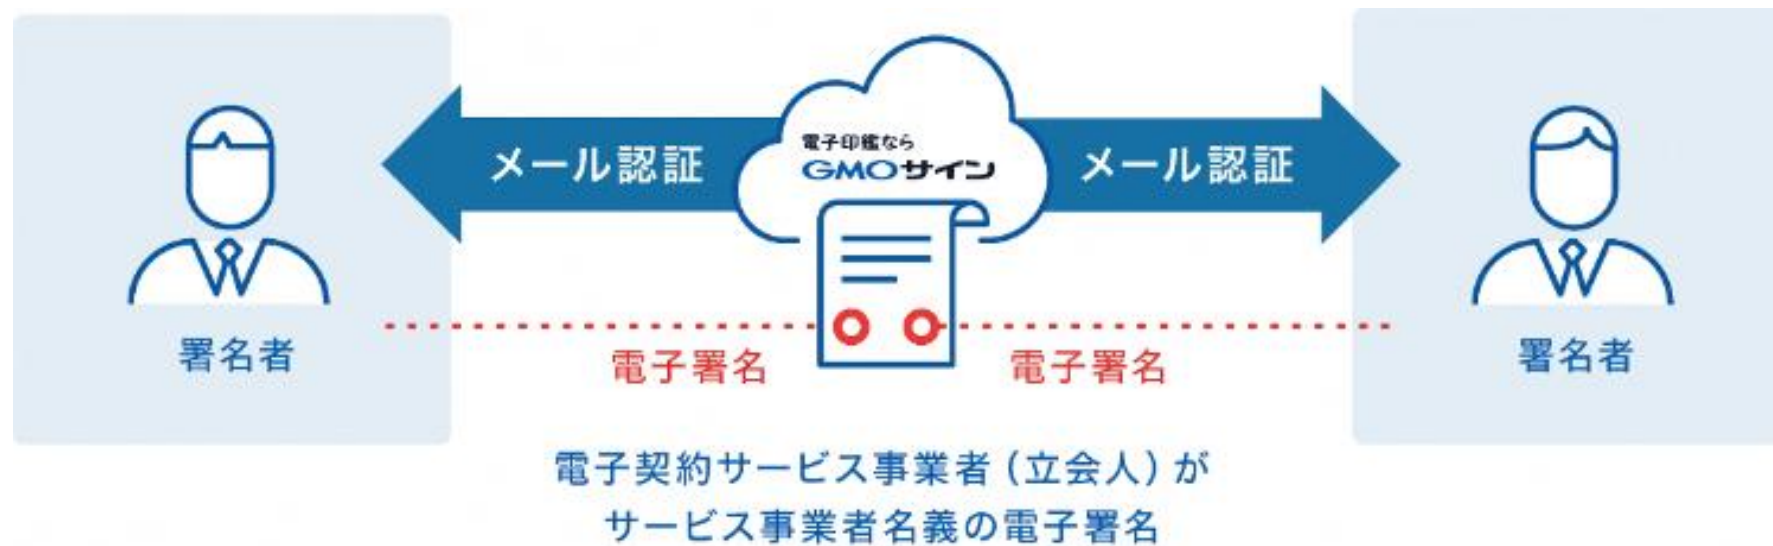 電子印鑑なら
GMOサイン
メール認証
メール認証
署名者
電子署名
電子署名
署名者
電子契約サービス事業者（立会人）が
サービス事業者名義の電子署名